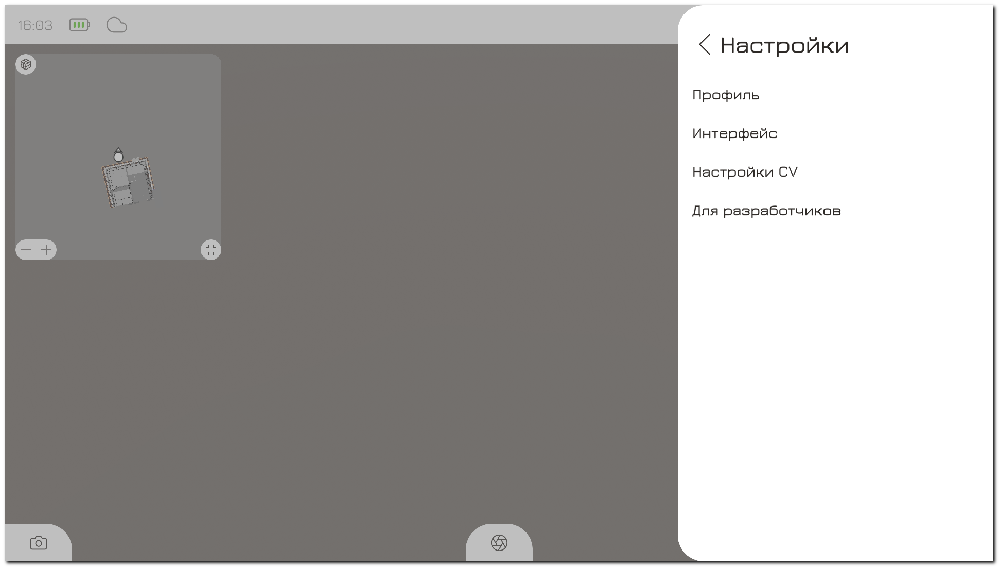 16:03
Настройки
Профиль
Интерфейс
Настройки CV
Для разработчиков